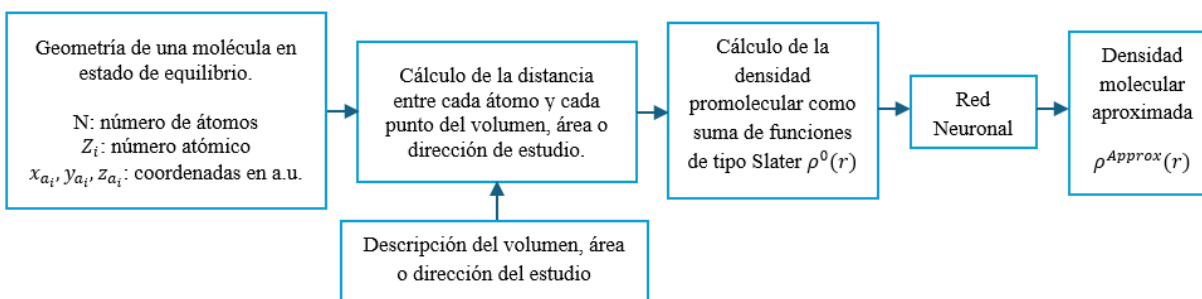 Geometría de una molécula en
estado de equilibrio.
N: número de átomos
Z_i: número atómico
x_{a_i}, y_{a_i}, z_{a_i}: coordenadas en a.u.
Cálculo de la distancia
entre cada átomo y cada
punto del volumen, área o
dirección de estudio.
Descripción del volumen, área
o dirección del estudio
Cálculo de la
densidad
promolecular como
suma de funciones
de tipo Slater ρ⁰(r)
Red
Neuronal
Densidad
molecular
aproximada
ρ^{Approx}(r)